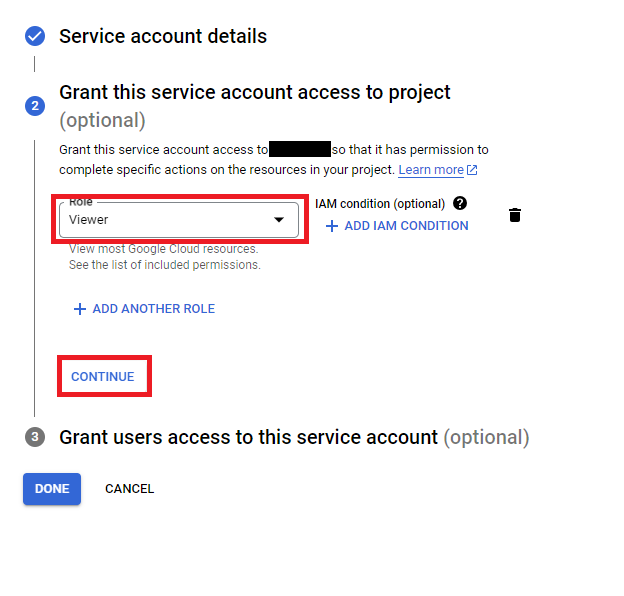 Service account details
2
Grant this service account access to project
(optional)
Grant this service account access to so that it has permission to
complete specific actions on the resources in your project. Learn more
Role
IAM condition (optional) ?
Viewer
+ ADD IAM CONDITION
View most Google Cloud resources.
See the list of included permissions.
+ ADD ANOTHER ROLE
CONTINUE
3
Grant users access to this service account (optional)
DONE CANCEL